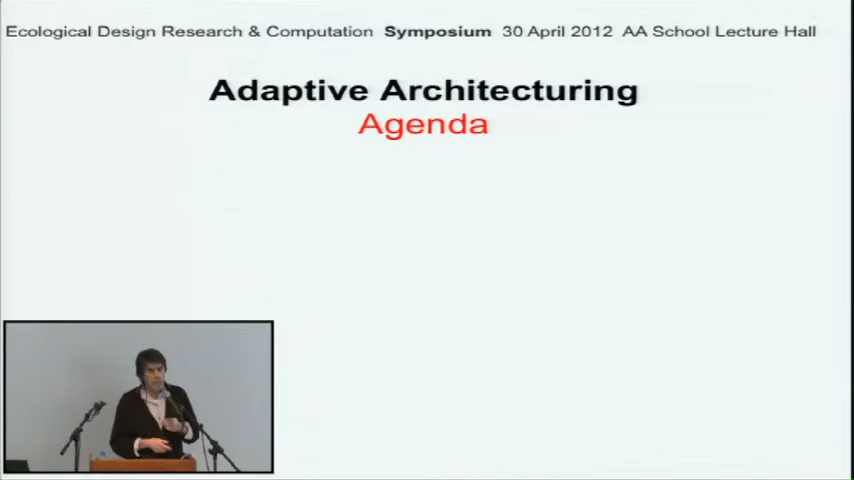 Ecological Design Research & Computation Symposium 30 April 2012 AA School Lecture Hall
Adaptive Architecturing
Agenda